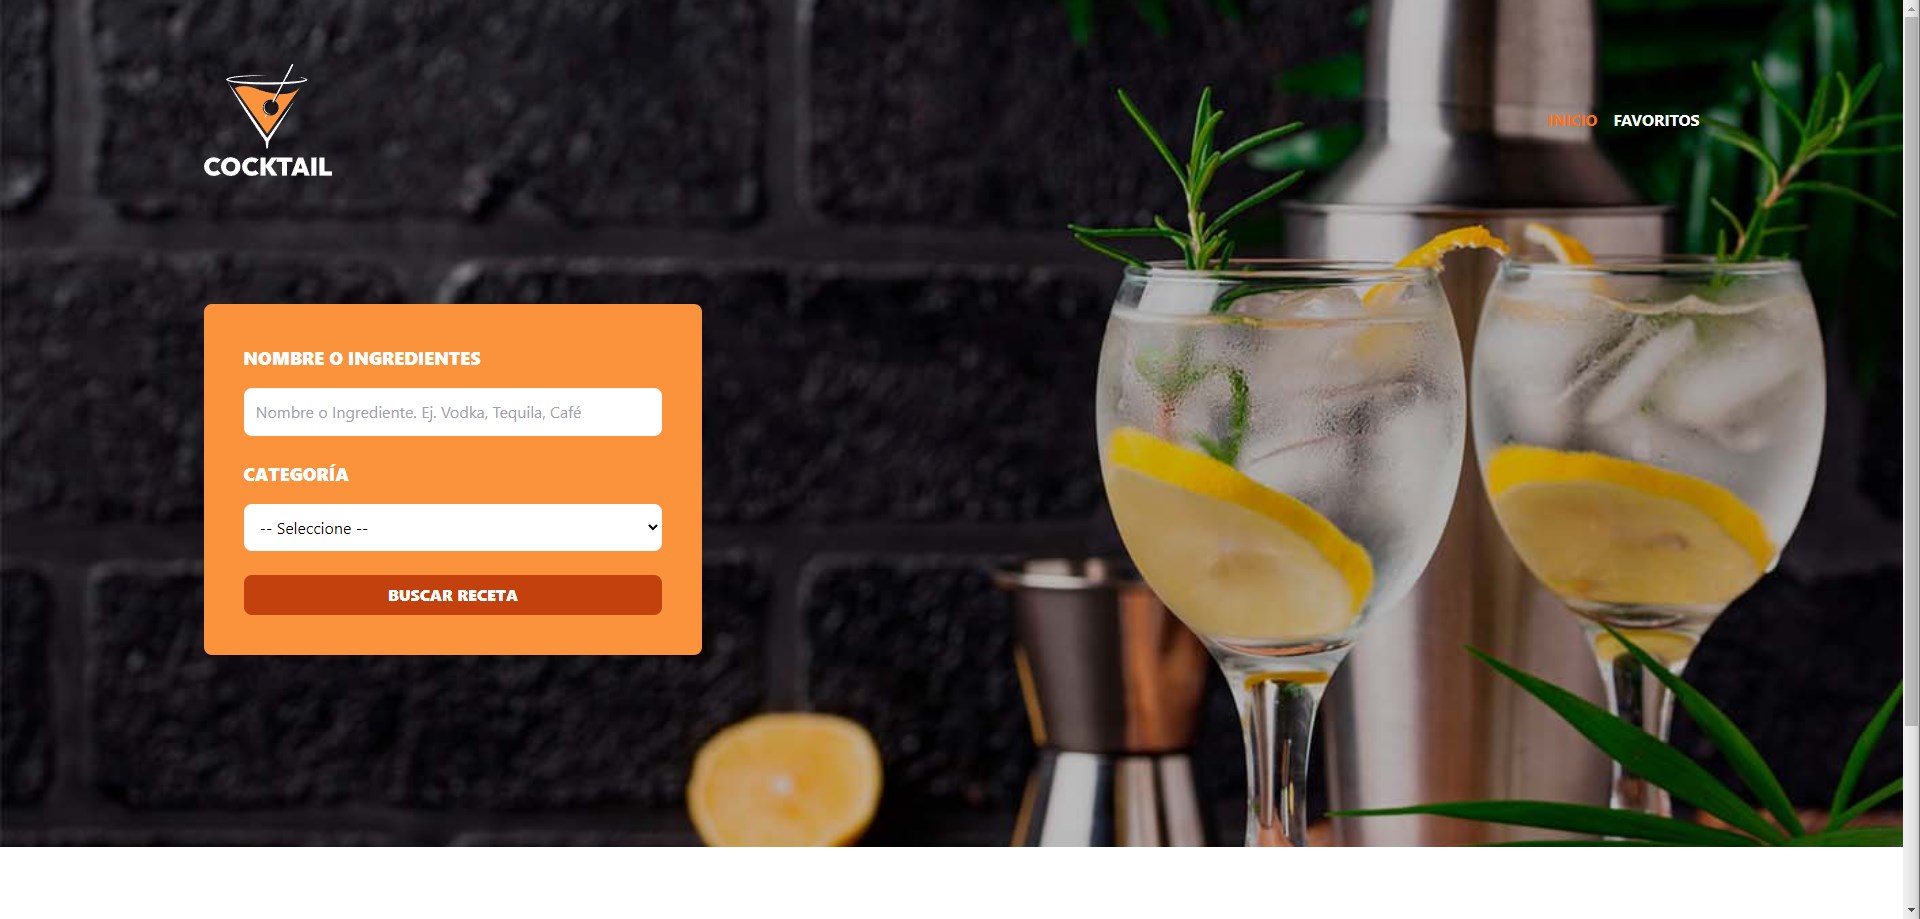 COCKTAIL
INICIO FAVORITOS
NOMBRE O INGREDIENTES
Nombre o Ingrediente. Ej. Vodka, Tequila, Café
CATEGORÍA
-- Seleccione --
BUSCAR RECETA